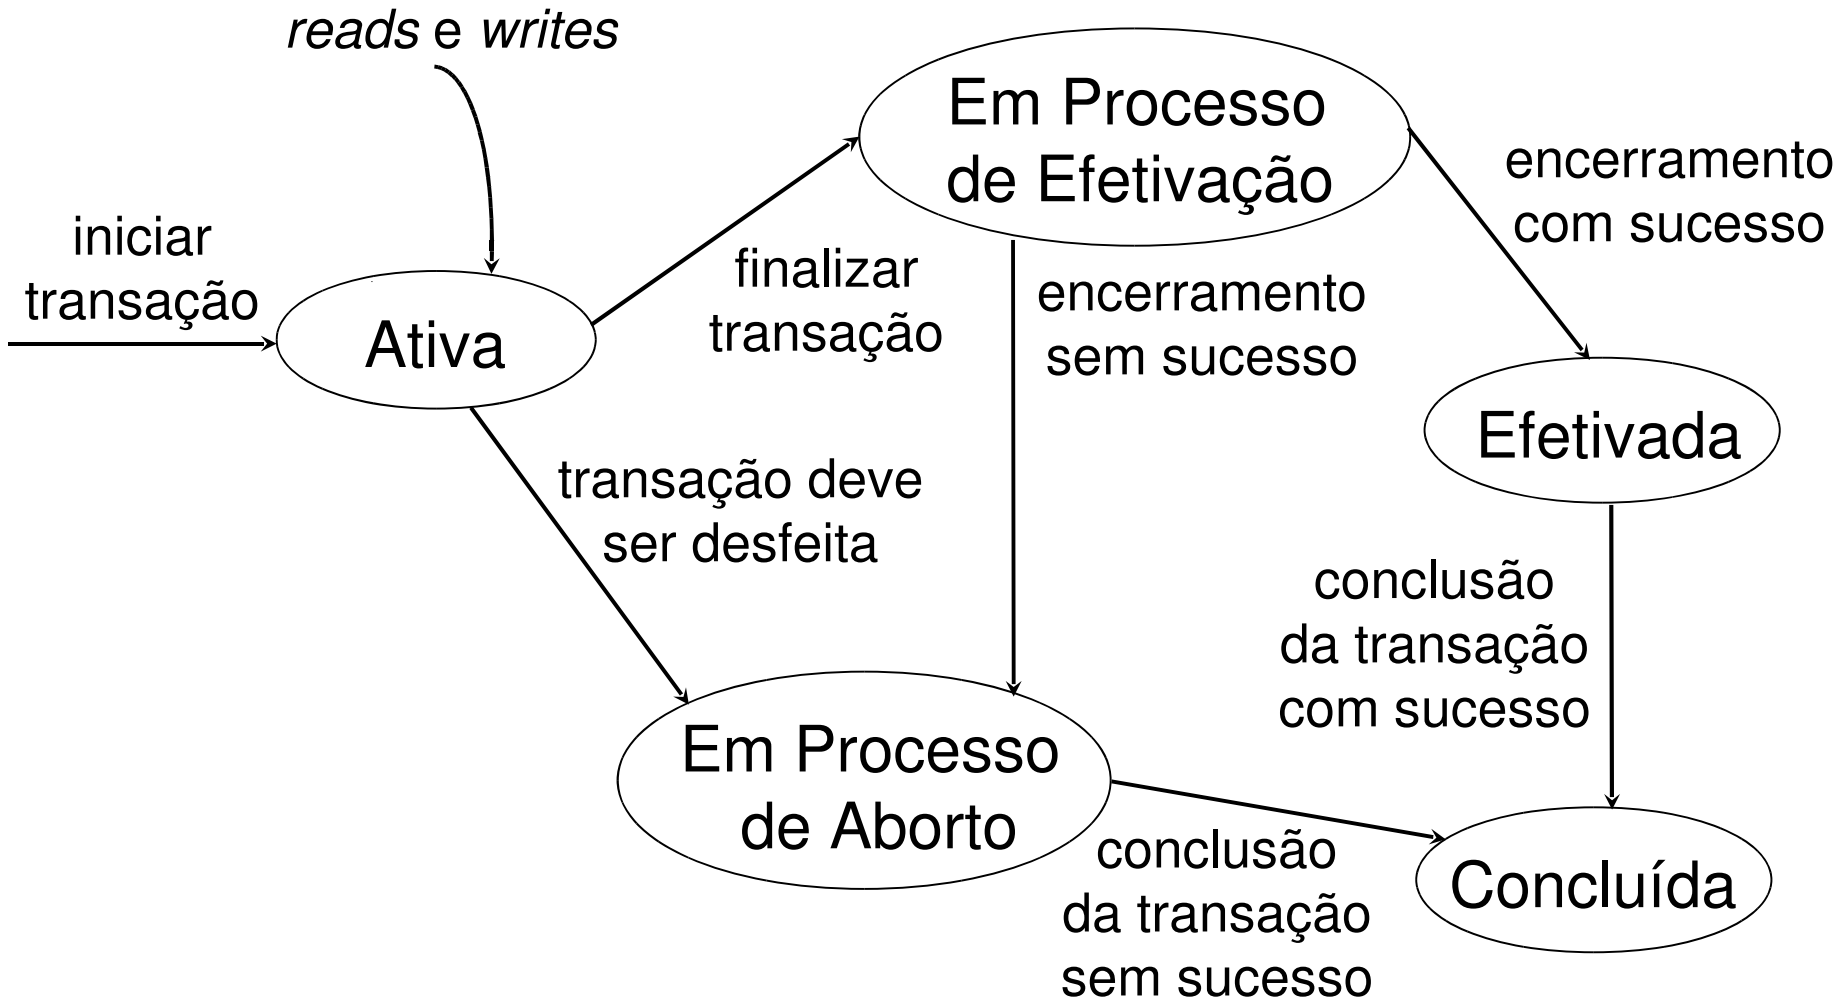 reads e writes
Em Processo
de Efetivação
encerramento
com sucesso
iniciar
transação
finalizar
transação
encerramento
sem sucesso
Ativa
Efetivada
transação deve
ser desfeita
conclusão
da transação
com sucesso
Em Processo
de Aborto
conclusão
da transação
sem sucesso
Concluída